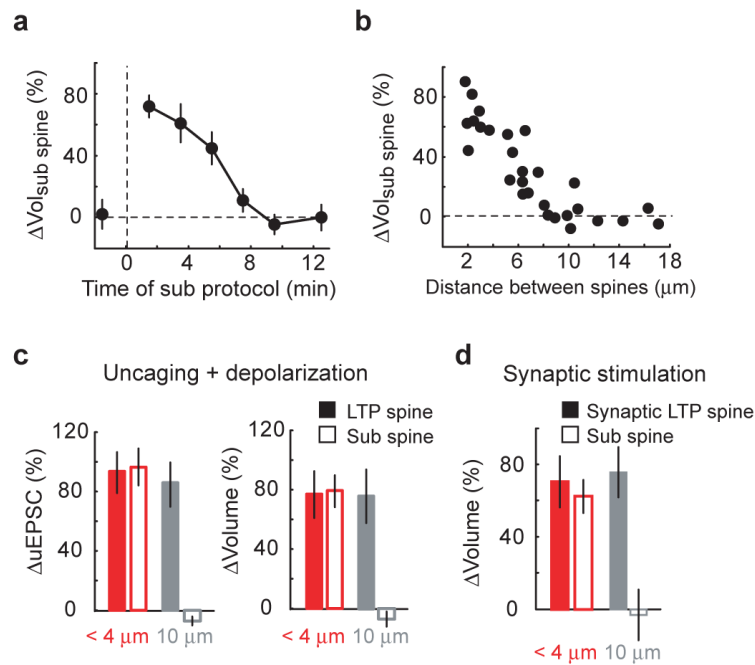 a
ΔVolsub spine (%)
80
40
0
0 4 8 12
Time of sub protocol (min)
b
ΔVolsub spine (%)
80
40
0
2 6 10 14 18
Distance between spines (μm)
c
Uncaging + depolarization
LTP spine
Sub spine
ΔuEPSC (%)
120
80
40
0
< 4 μm 10 μm
ΔVolume (%)
120
80
40
0
< 4 μm 10 μm
d
Synaptic stimulation
Synaptic LTP spine
Sub spine
ΔVolume (%)
80
40
0
< 4 μm 10 μm